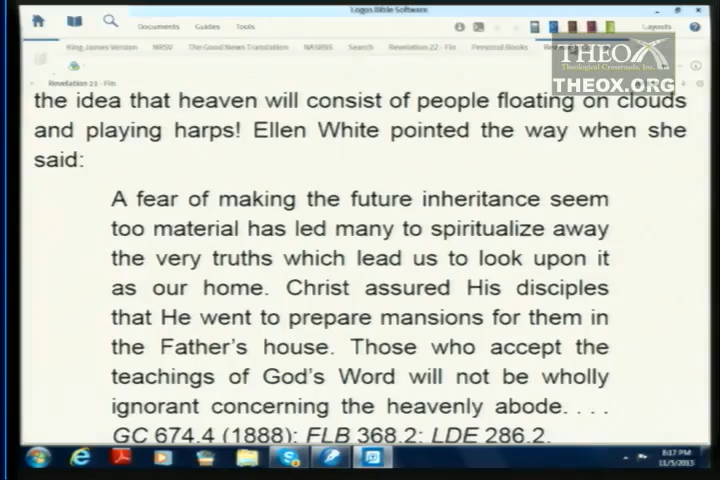 Logos Bible Software
Documents Guides Tools
Layouts
King James Version NRSV The Good News Translation NASB95 Search Revelation 22 - Fin Personal Books
THEOX
Theological Crossroads, Inc.
THEOX.ORG
Revelation 21 - Fin
the idea that heaven will consist of people floating on clouds
and playing harps! Ellen White pointed the way when she
said:
A fear of making the future inheritance seem
too material has led many to spiritualize away
the very truths which lead us to look upon it
as our home. Christ assured His disciples
that He went to prepare mansions for them in
the Father's house. Those who accept the
teachings of God's Word will not be wholly
ignorant concerning the heavenly abode. . . .
GC 674.4 (1888); FLB 368.2; LDE 286.2.
8:17 PM
11/5/2013